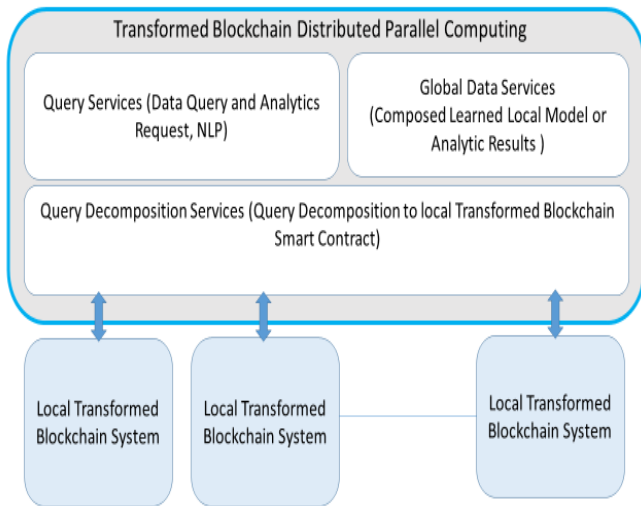 Transformed Blockchain Distributed Parallel Computing
Query Services (Data Query and Analytics
Request, NLP)
Global Data Services
(Composed Learned Local Model or
Analytic Results )
Query Decomposition Services (Query Decomposition to local Transformed Blockchain
Smart Contract)
Local Transformed
Blockchain System
Local Transformed
Blockchain System
Local Transformed
Blockchain System